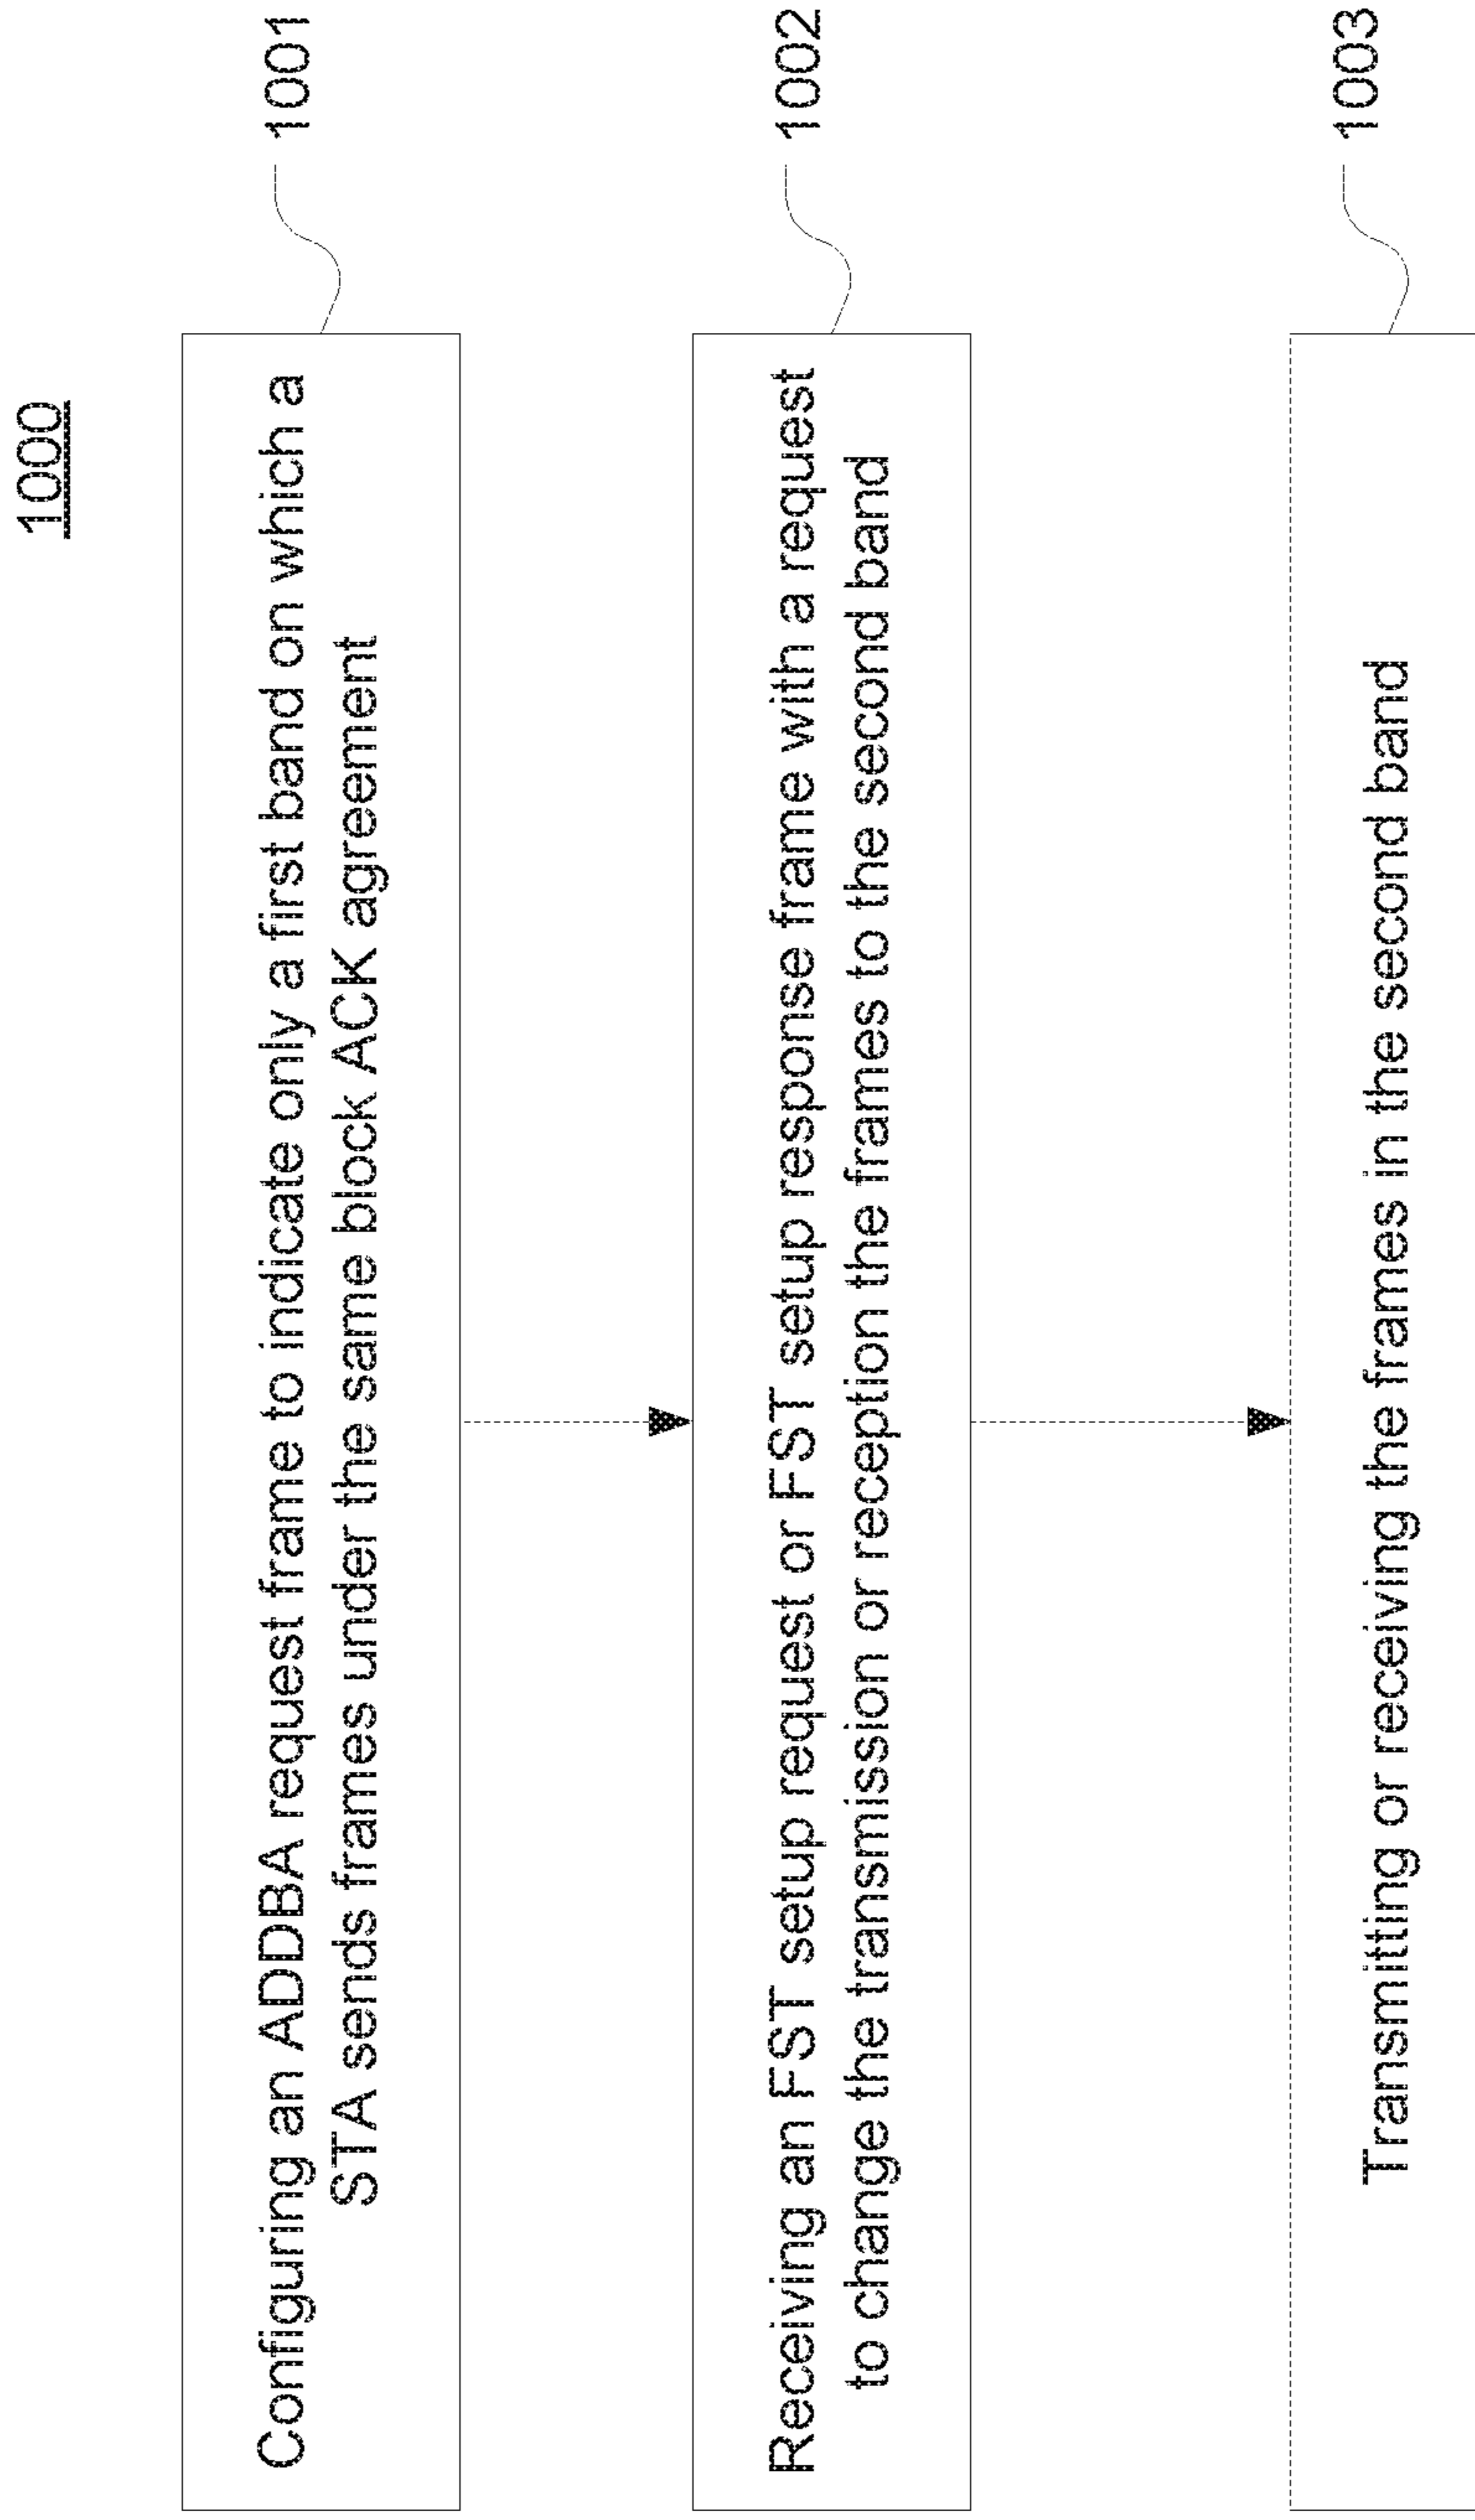 1000
Configuring an ADDBA request frame to indicate only a first band on which a
STA sends frames under the same block ACK agreement
1001
Receiving an FST setup request or FST setup response frame with a request
to change the transmission or reception the frames to the second band
1002
Transmitting or receiving the frames in the second band
1003